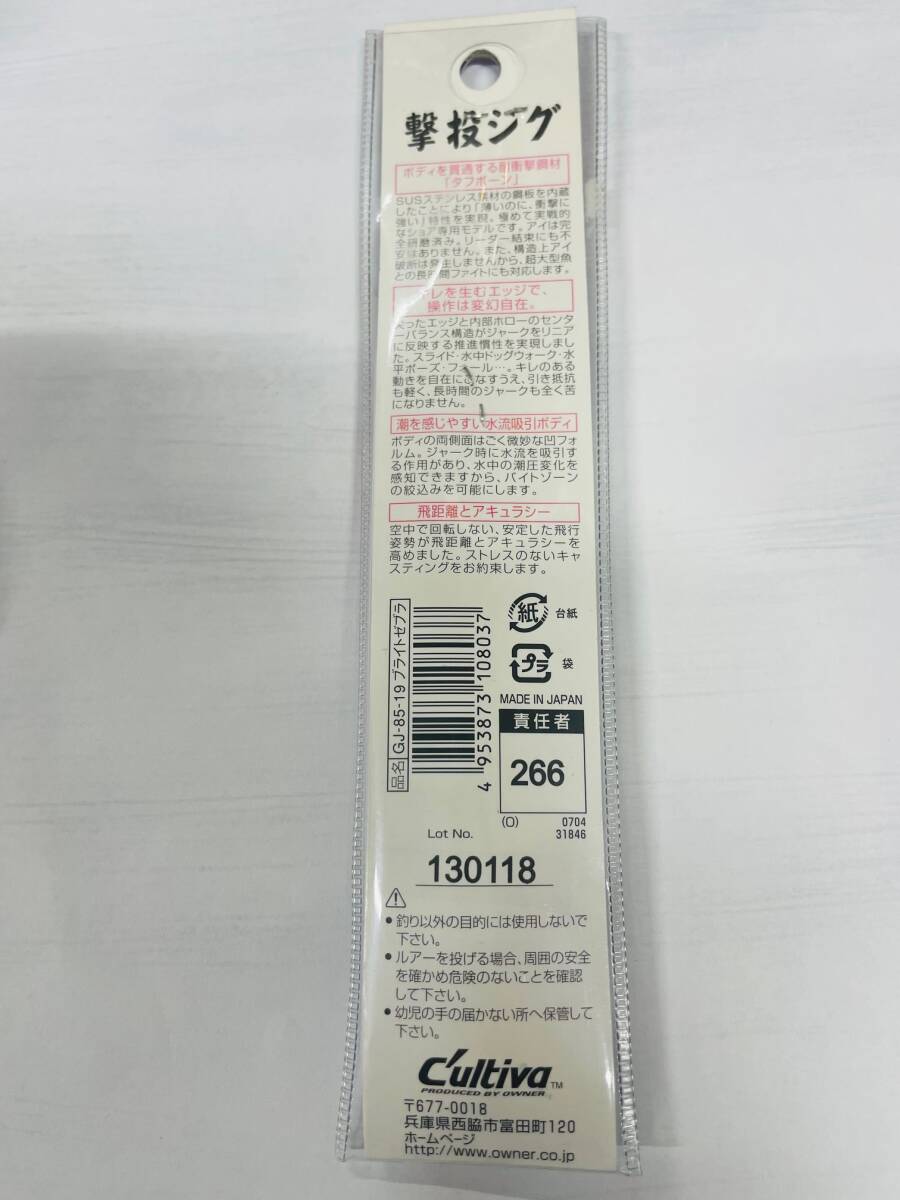 撃投ジグ
ボディを貫通する耐衝撃鋼材
「タフボーン」
SUSステンレス鋼材の鋼板を内蔵
したことにより「薄いのに、衝撃に
強い」特性を実現。極めて実戦的
なショア専用モデルです。アイは完
全研磨済み。リーダー結束にも不
安はありません。また、構造上アイ
破断は発生しませんから、超大型魚
との長時間ファイトにも対応します。
キレを生むエッジで、
操作は変幻自在。
尖ったエッジと内部ホローのセンタ
ーバランス構造がジャークをリニア
に反映する推進慣性を実現しまし
た。スライド・水中ドッグウォーク・水
平ポーズ・フォール…。キレのある
動きを自在にこなすうえ、引き抵抗
も軽く、長時間のジャークも全く苦
になりません。
潮を感じやすい水流吸引ボディ
ボディの両側面はごく微妙な凹フォ
ルム。ジャーク時に水流を吸引す
る作用があり、水中の潮圧変化を
感知できますから、バイトゾーン
の絞込みを可能にします。
飛距離とアキュラシー
空中で回転しない、安定した飛行
姿勢が飛距離とアキュラシーを
高めました。ストレスのないキャ
スティングをお約束します。
品名 GJ-85-19 ブライトゼブラ
4 953873 108037
紙 台紙
プラ 袋
MADE IN JAPAN
責任者
266
(O) 0704
31846
Lot No.
130118
• 釣り以外の目的には使用しないで
下さい。
• ルアーを投げる場合、周囲の安全
を確かめ危険のないことを確認
して下さい。
• 幼児の手の届かない所へ保管して
下さい。
C'ultiva™
PRODUCED BY OWNER
〒677-0018
兵庫県西脇市富田町120
ホームページ
http://www.owner.co.jp